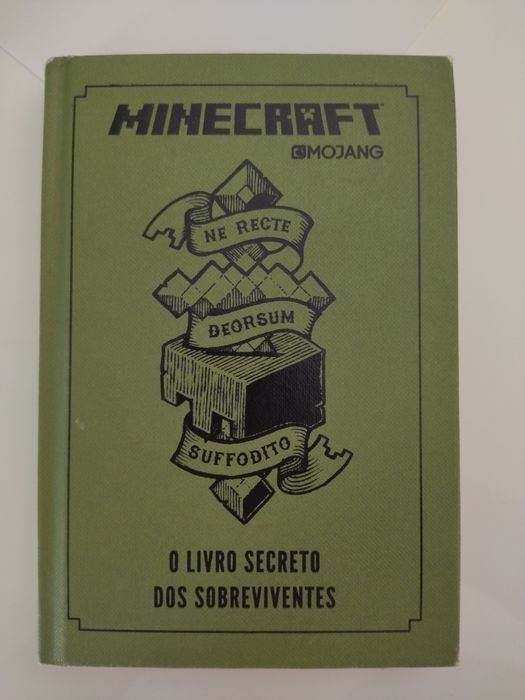 MINECRAFT
MOJANG
NE RECTE
DEORSUM
SUFFODITO
O LIVRO SECRETO
DOS SOBREVIVENTES